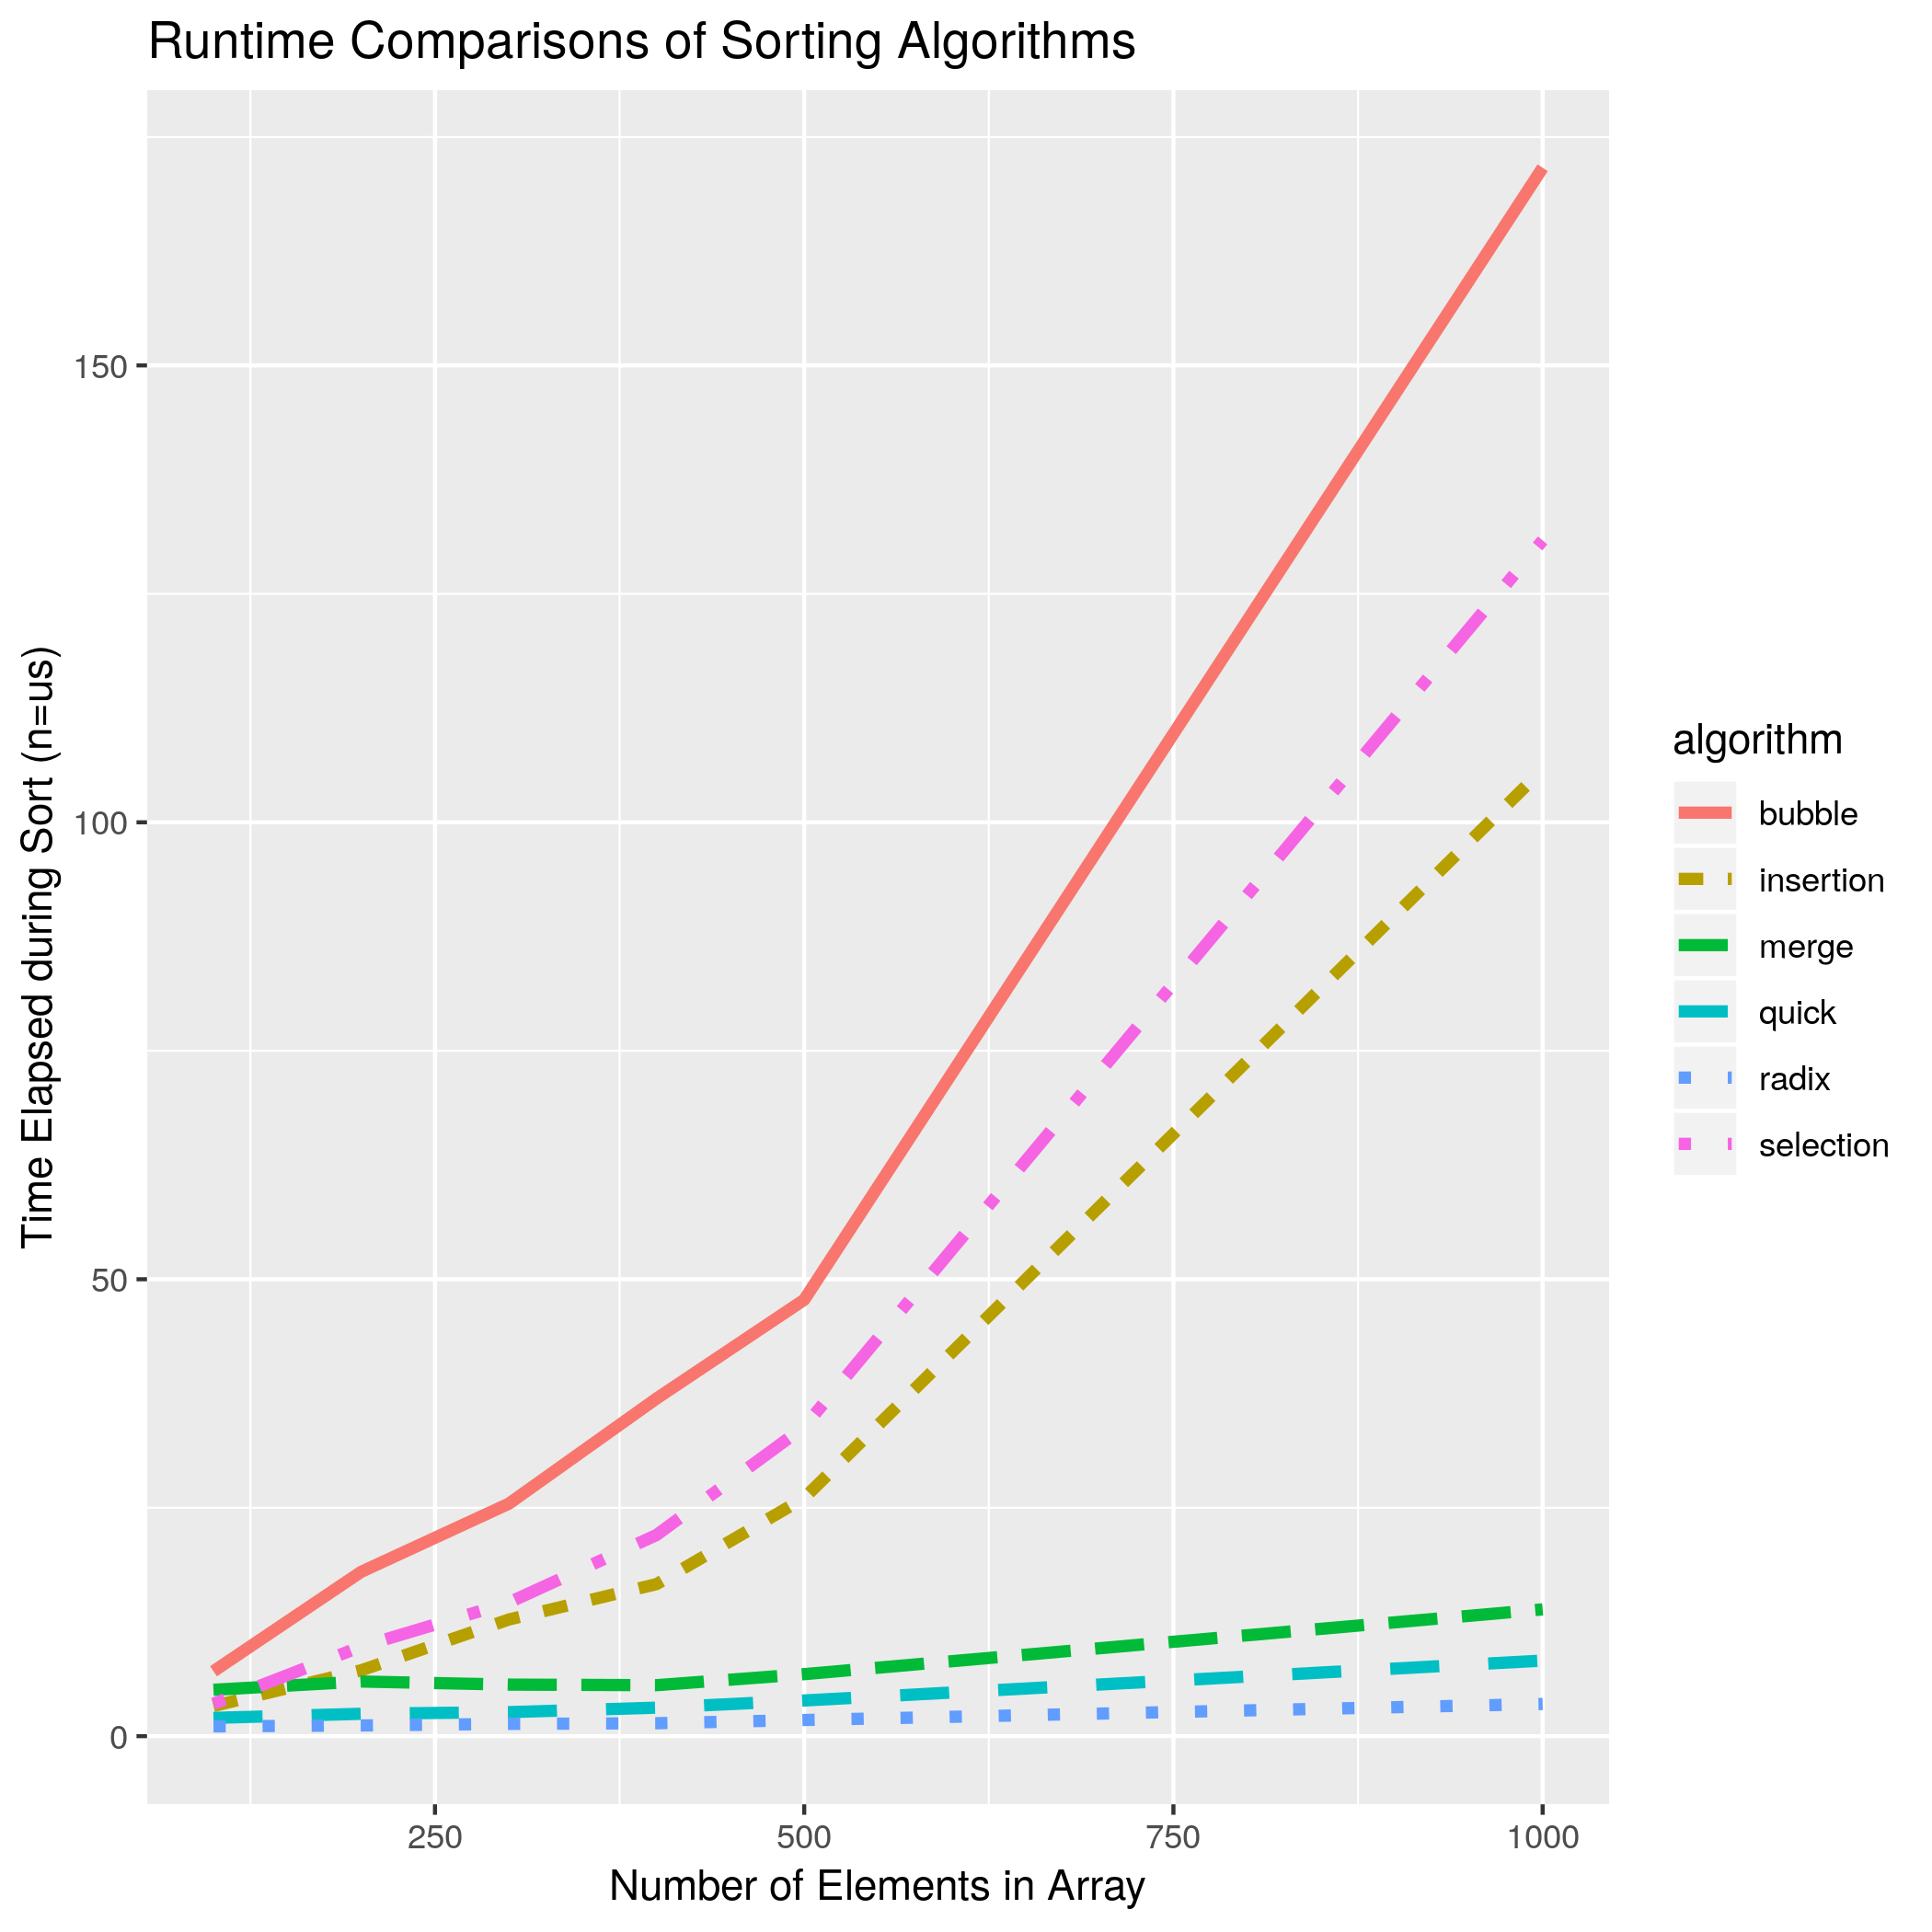 Runtime Comparisons of Sorting Algorithms
Time Elapsed during Sort (n=us)
150
100
50
0
250 500 750 1000
Number of Elements in Array
algorithm
bubble
insertion
merge
quick
radix
selection